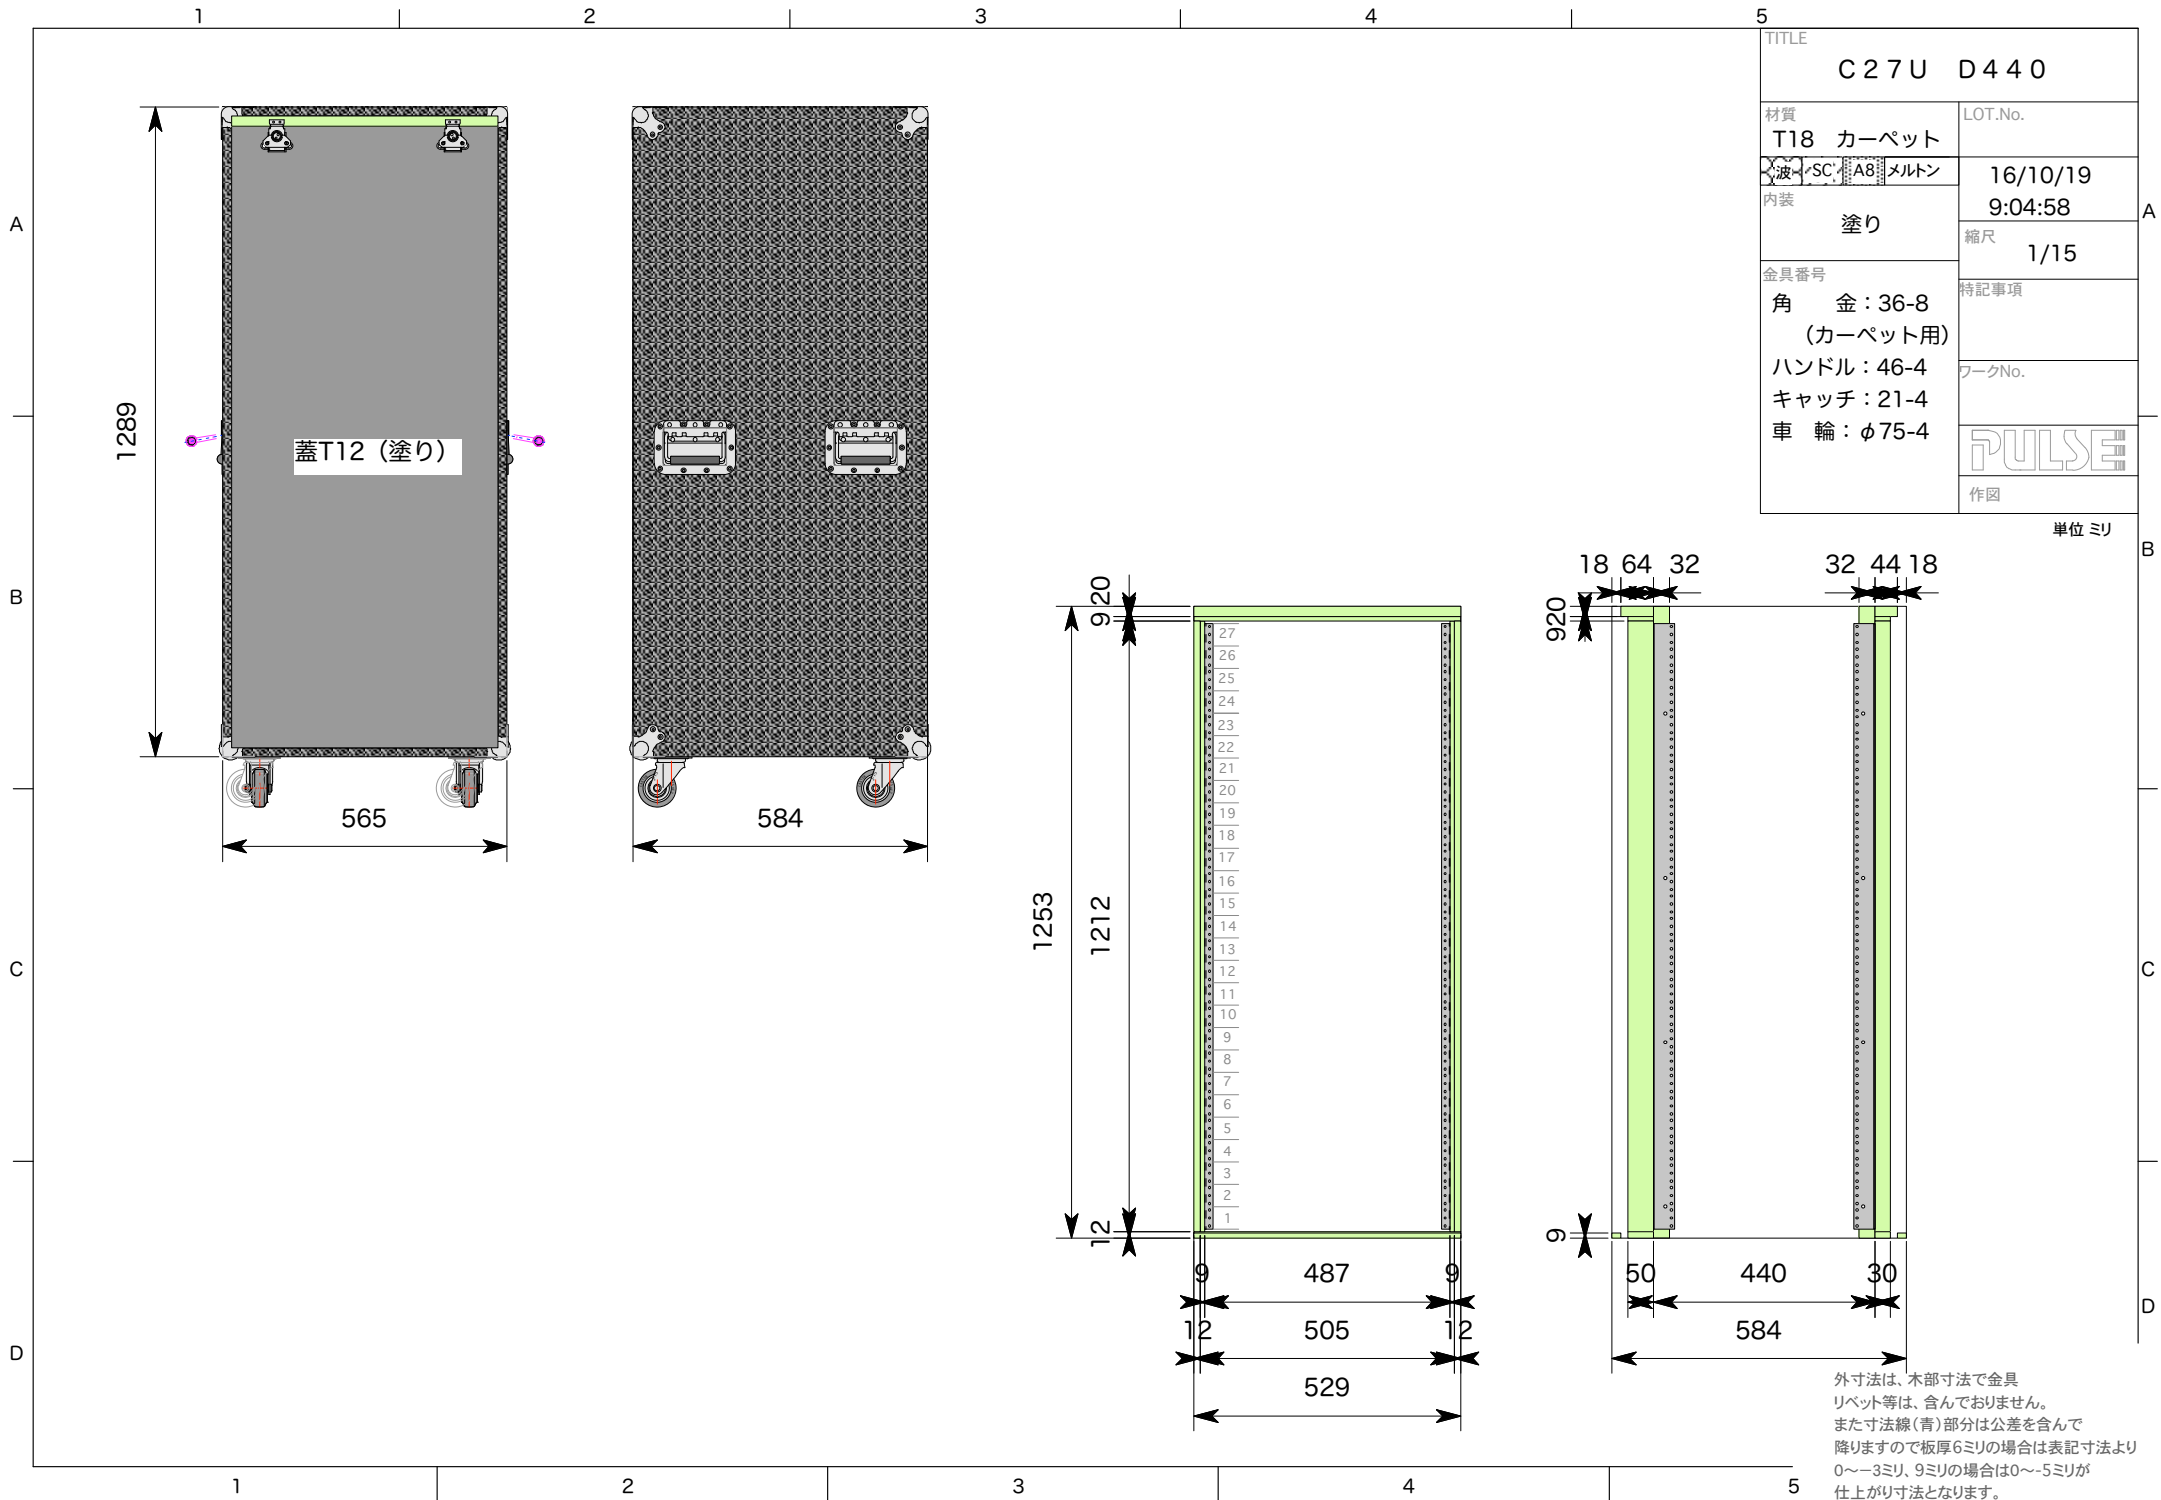 1 2 3 4 5
A
B
C
D
TITLE
C27U D440
材質
T18 カーペット
波 SC A8 メルトン
内装
塗り
金具番号
角 金：36-8
（カーペット用）
ハンドル：46-4
キャッチ：21-4
車 輪：φ75-4
LOT.No.
16/10/19
9:04:58
縮尺
1/15
特記事項
ワークNo.
PULSE
作図
単位 ミリ
A
B
C
D
1289
蓋T12（塗り）
565
584
20
9
1253
1212
12
27
26
25
24
23
22
21
20
19
18
17
16
15
14
13
12
11
10
9
8
7
6
5
4
3
2
1
9 487 9
12 505 12
529
18 64 32 32 44 18
920
9
50 440 30
584
外寸法は、木部寸法で金具
リベット等は、含んでおりません。
また寸法線（青）部分は公差を含んで
降りますので板厚6ミリの場合は表記寸法より
0〜−3ミリ、9ミリの場合は0〜-5ミリが
仕上がり寸法となります。
1 2 3 4 5